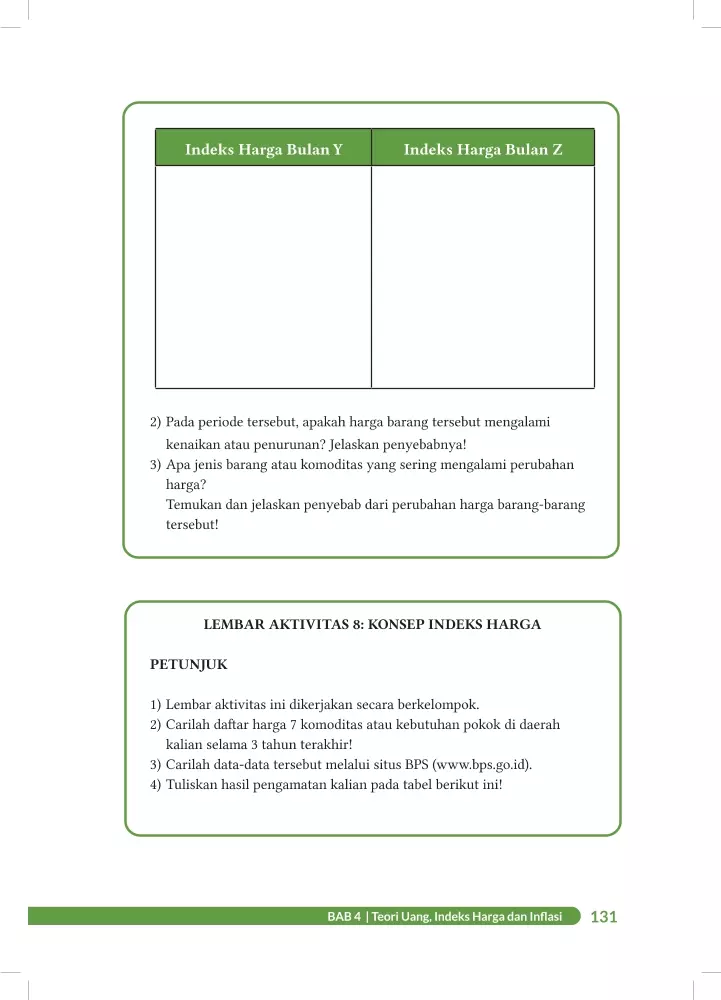 Indeks Harga Bulan Y
Indeks Harga Bulan Z
2) Pada periode tersebut, apakah harga barang tersebut mengalami
kenaikan atau penurunan? Jelaskan penyebabnya!
3) Apa jenis barang atau komoditas yang sering mengalami perubahan
harga?
Temukan dan jelaskan penyebab dari perubahan harga barang-barang
tersebut!
LEMBAR AKTIVITAS 8: KONSEP INDEKS HARGA
PETUNJUK
1) Lembar aktivitas ini dikerjakan secara berkelompok.
2) Carilah daftar harga 7 komoditas atau kebutuhan pokok di daerah
kalian selama 3 tahun terakhir!
3) Carilah data-data tersebut melalui situs BPS (www.bps.go.id).
4) Tuliskan hasil pengamatan kalian pada tabel berikut ini!
BAB 4 | Teori Uang, Indeks Harga dan Inflasi 131